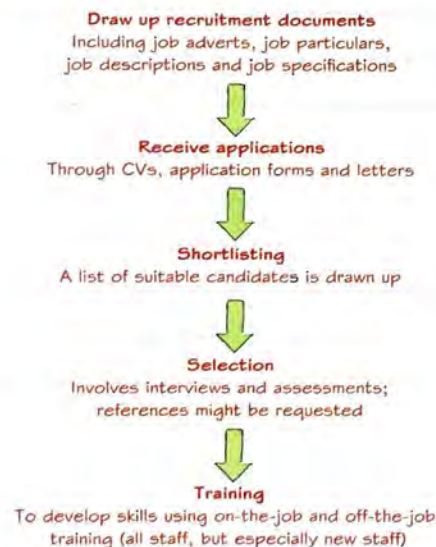 Draw up recruitment documents
Including job adverts, job particulars,
job descriptions and job specifications
Receive applications
Through CVs, application forms and letters
Shortlisting
A list of suitable candidates is drawn up
Selection
Involves interviews and assessments;
references might be requested
Training
To develop skills using on-the-job and off-the-job
training (all staff, but especially new staff)